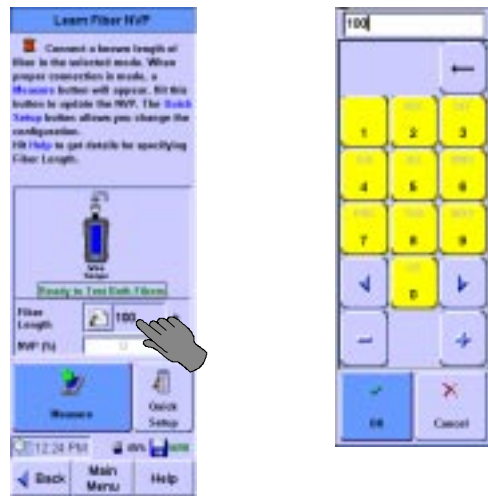 Learn Fiber NVP
Connect a known length of
fiber in the selected mode. When
proper connection is made, a
Measure button will appear. Hit this
button to update the NVP. The Quick
Setup button allows you change the
configuration.
Hit Help to get details for specifying
Fiber Length.
Ready to Test Both Fibers
Fiber
Length
100
NVP (%)
Measure
Quick
Setup
12:24 PM
Back
Main
Menu
Help
100
1
2
3
4
5
6
7
8
9
0
−
+
OK
Cancel